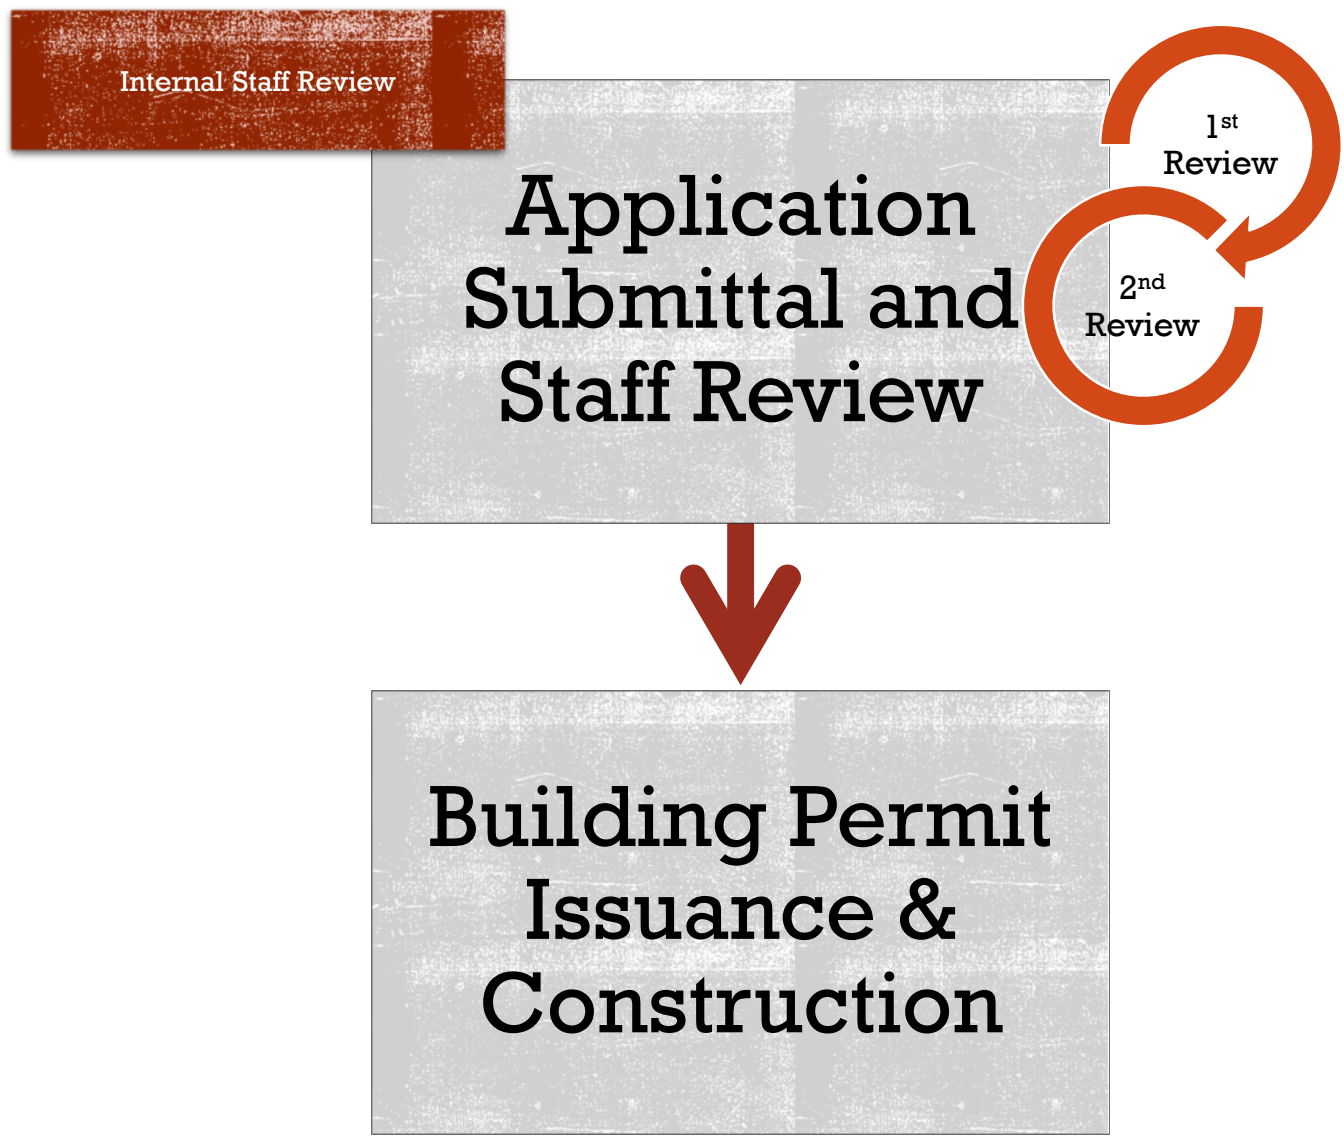 Internal Staff Review
Application
Submittal and
Staff Review
1st
Review
2nd
Review
Building Permit
Issuance &
Construction